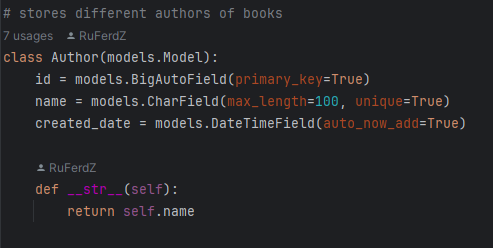 # stores different authors of books
7 usages RuFerdZ
class Author(models.Model):
    id = models.BigAutoField(primary_key=True)
    name = models.CharField(max_length=100, unique=True)
    created_date = models.DateTimeField(auto_now_add=True)
    RuFerdZ
    def __str__(self):
        return self.name